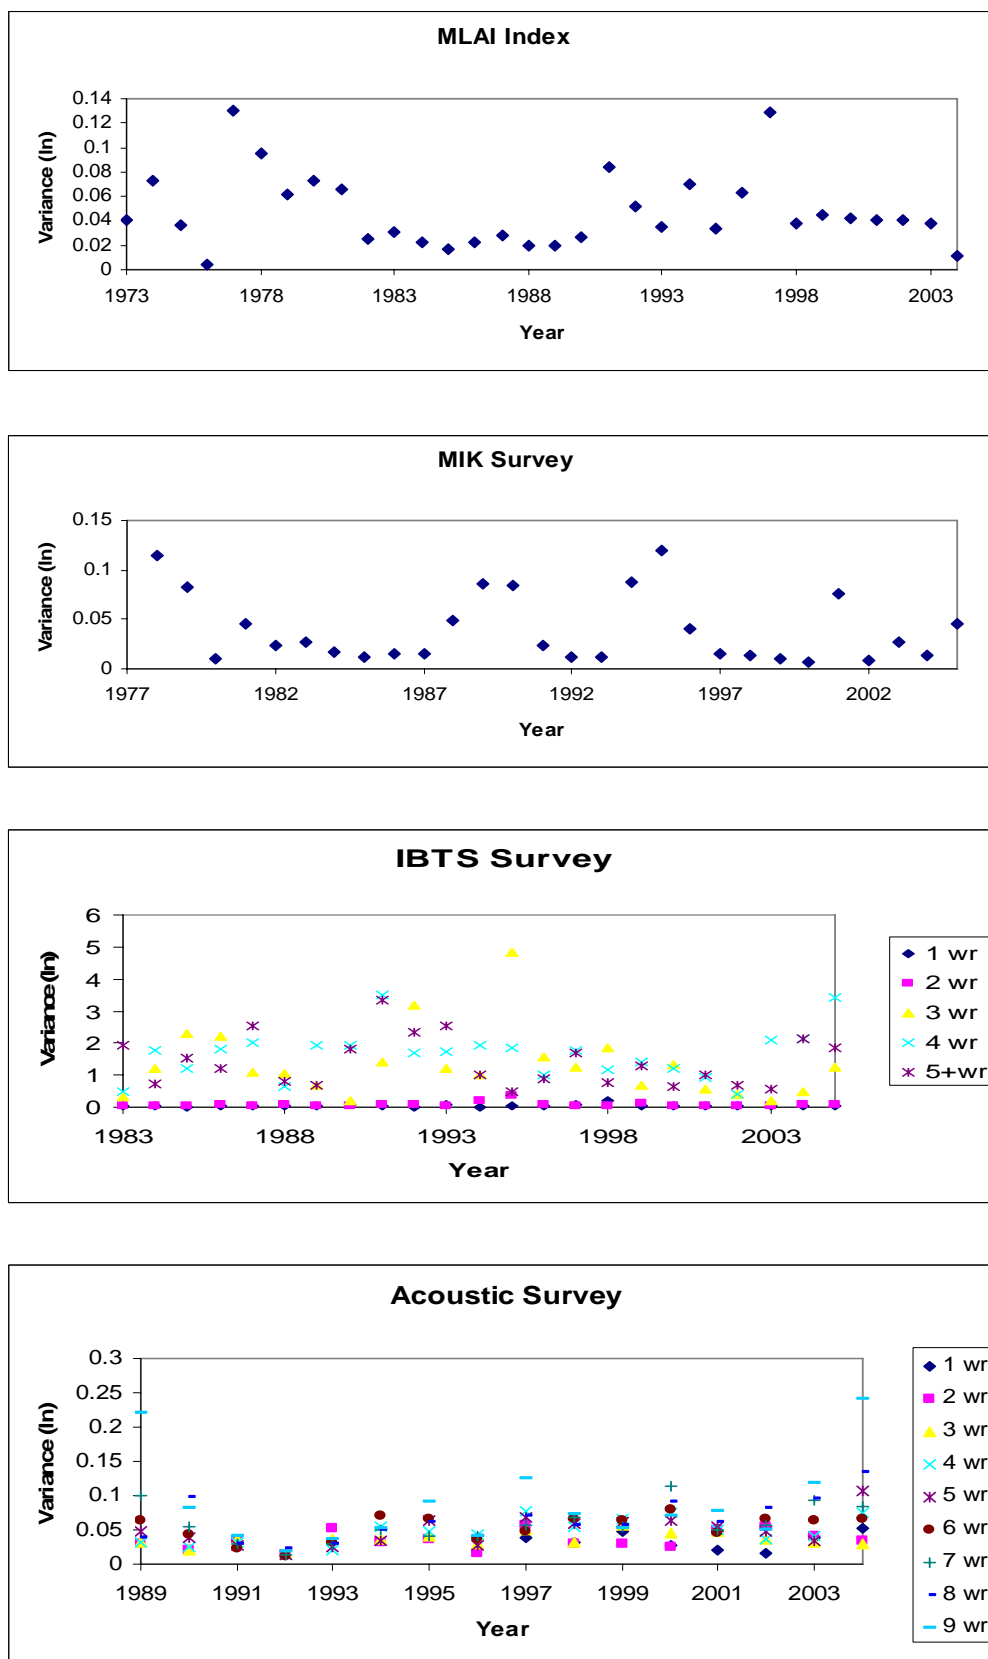 MLAI Index
Variance (ln)
0.14
0.12
0.1
0.08
0.06
0.04
0.02
0
1973 1978 1983 1988 1993 1998 2003
Year
MIK Survey
Variance (ln)
0.15
0.1
0.05
0
1977 1982 1987 1992 1997 2002
Year
IBTS Survey
Variance (ln)
6
5
4
3
2
1
0
1983 1988 1993 1998 2003
Year
1 wr
2 wr
3 wr
4 wr
5+wr
Acoustic Survey
Variance (ln)
0.3
0.25
0.2
0.15
0.1
0.05
0
1989 1991 1993 1995 1997 1999 2001 2003
Year
1 wr
2 wr
3 wr
4 wr
5 wr
6 wr
7 wr
8 wr
9 wr